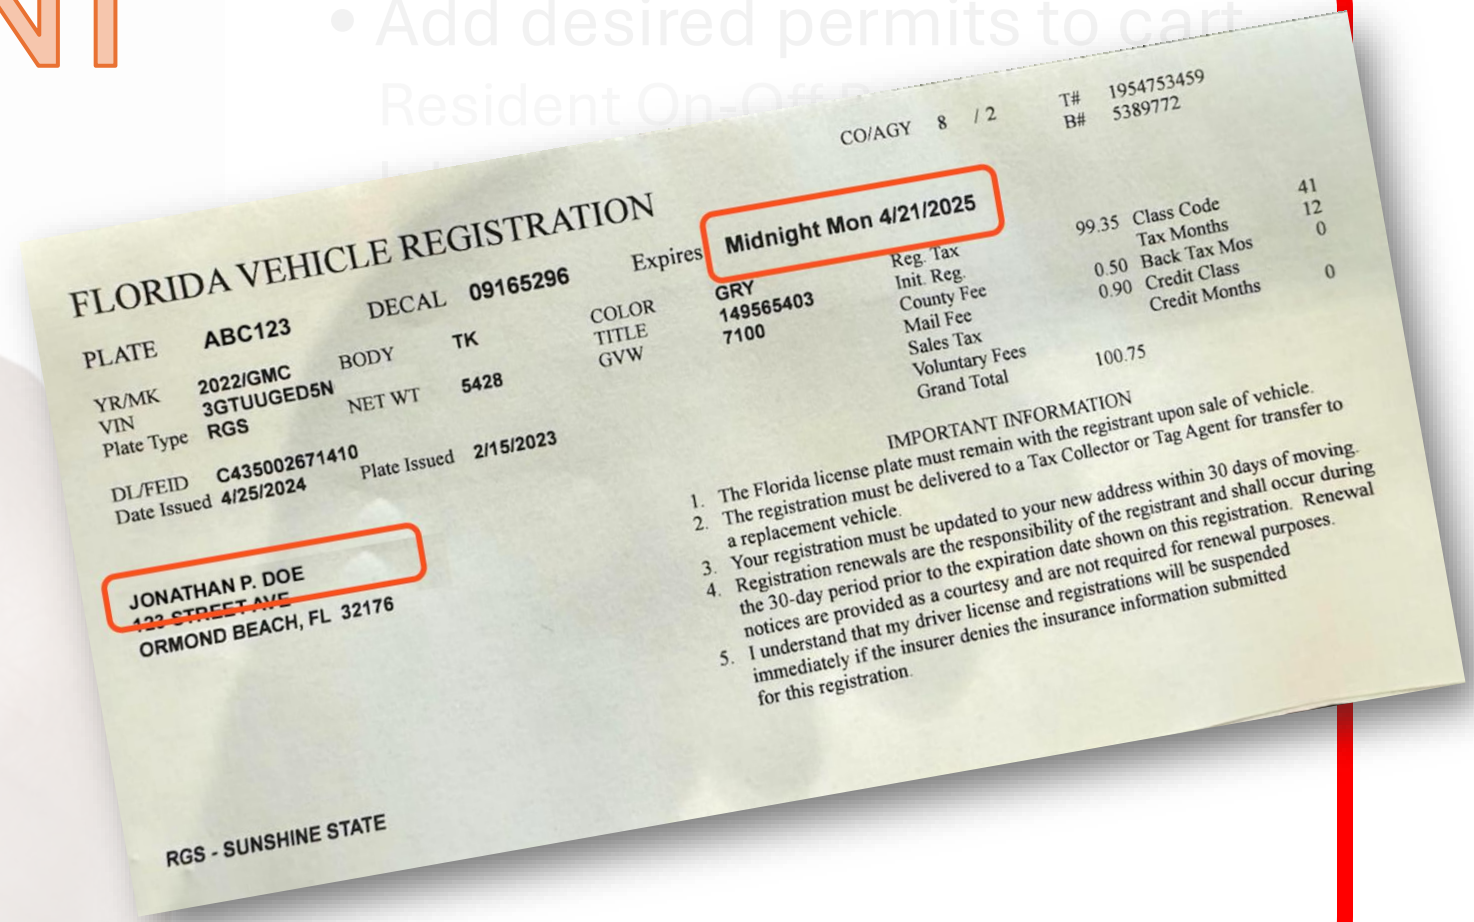 NT
• Add desired permits to cart
Resident On-Off
CO/AGY 8 / 2 T# 1954753459
B# 5389772
FLORIDA VEHICLE REGISTRATION
PLATE ABC123 DECAL 09165296 Expires Midnight Mon 4/21/2025
YR/MK 2022/GMC BODY TK COLOR GRY
VIN 3GTUUGED5N TITLE 149565403
Plate Type RGS NET WT 5428 GVW 7100
DL/FEID C435002671410
Date Issued 4/25/2024 Plate Issued 2/15/2023
Reg. Tax 99.35 Class Code 41
Init. Reg. Tax Months 12
County Fee 0.50 Back Tax Mos 0
Mail Fee 0.90 Credit Class
Sales Tax Credit Months 0
Voluntary Fees
Grand Total 100.75
IMPORTANT INFORMATION
1. The Florida license plate must remain with the registrant upon sale of vehicle.
2. The registration must be delivered to a Tax Collector or Tag Agent for transfer to
a replacement vehicle.
3. Your registration must be updated to your new address within 30 days of moving.
4. Registration renewals are the responsibility of the registrant and shall occur during
the 30-day period prior to the expiration date shown on this registration. Renewal
notices are provided as a courtesy and are not required for renewal purposes.
5. I understand that my driver license and registrations will be suspended
immediately if the insurer denies the insurance information submitted
for this registration.
JONATHAN P. DOE
123 STREET AVE
ORMOND BEACH, FL 32176
RGS - SUNSHINE STATE